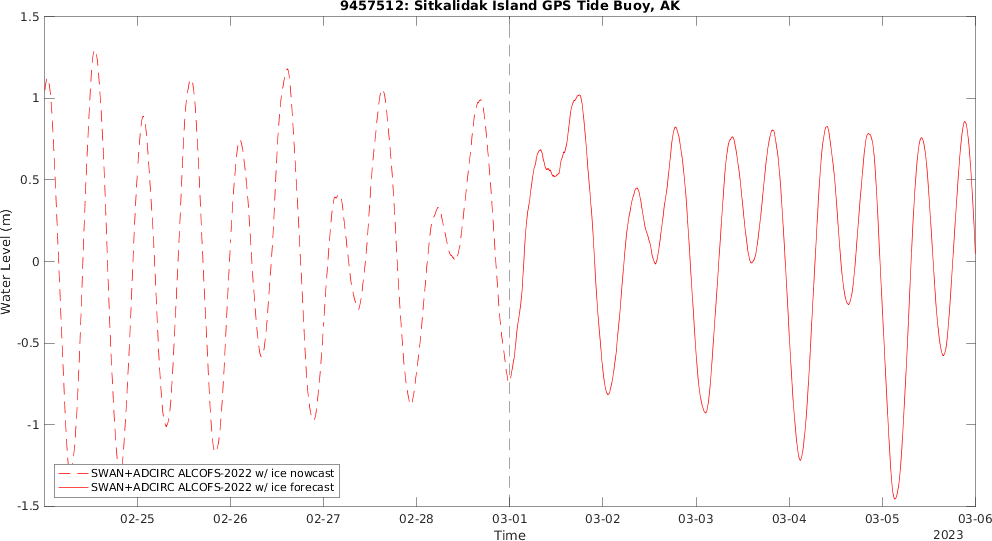 9457512: Sitkalidak Island GPS Tide Buoy, AK
1.5
1
0.5
0
-0.5
-1
-1.5
Water Level (m)
SWAN+ADCIRC ALCOFS-2022 w/ ice nowcast
SWAN+ADCIRC ALCOFS-2022 w/ ice forecast
02-25 02-26 02-27 02-28 03-01 03-02 03-03 03-04 03-05 03-06
Time
2023